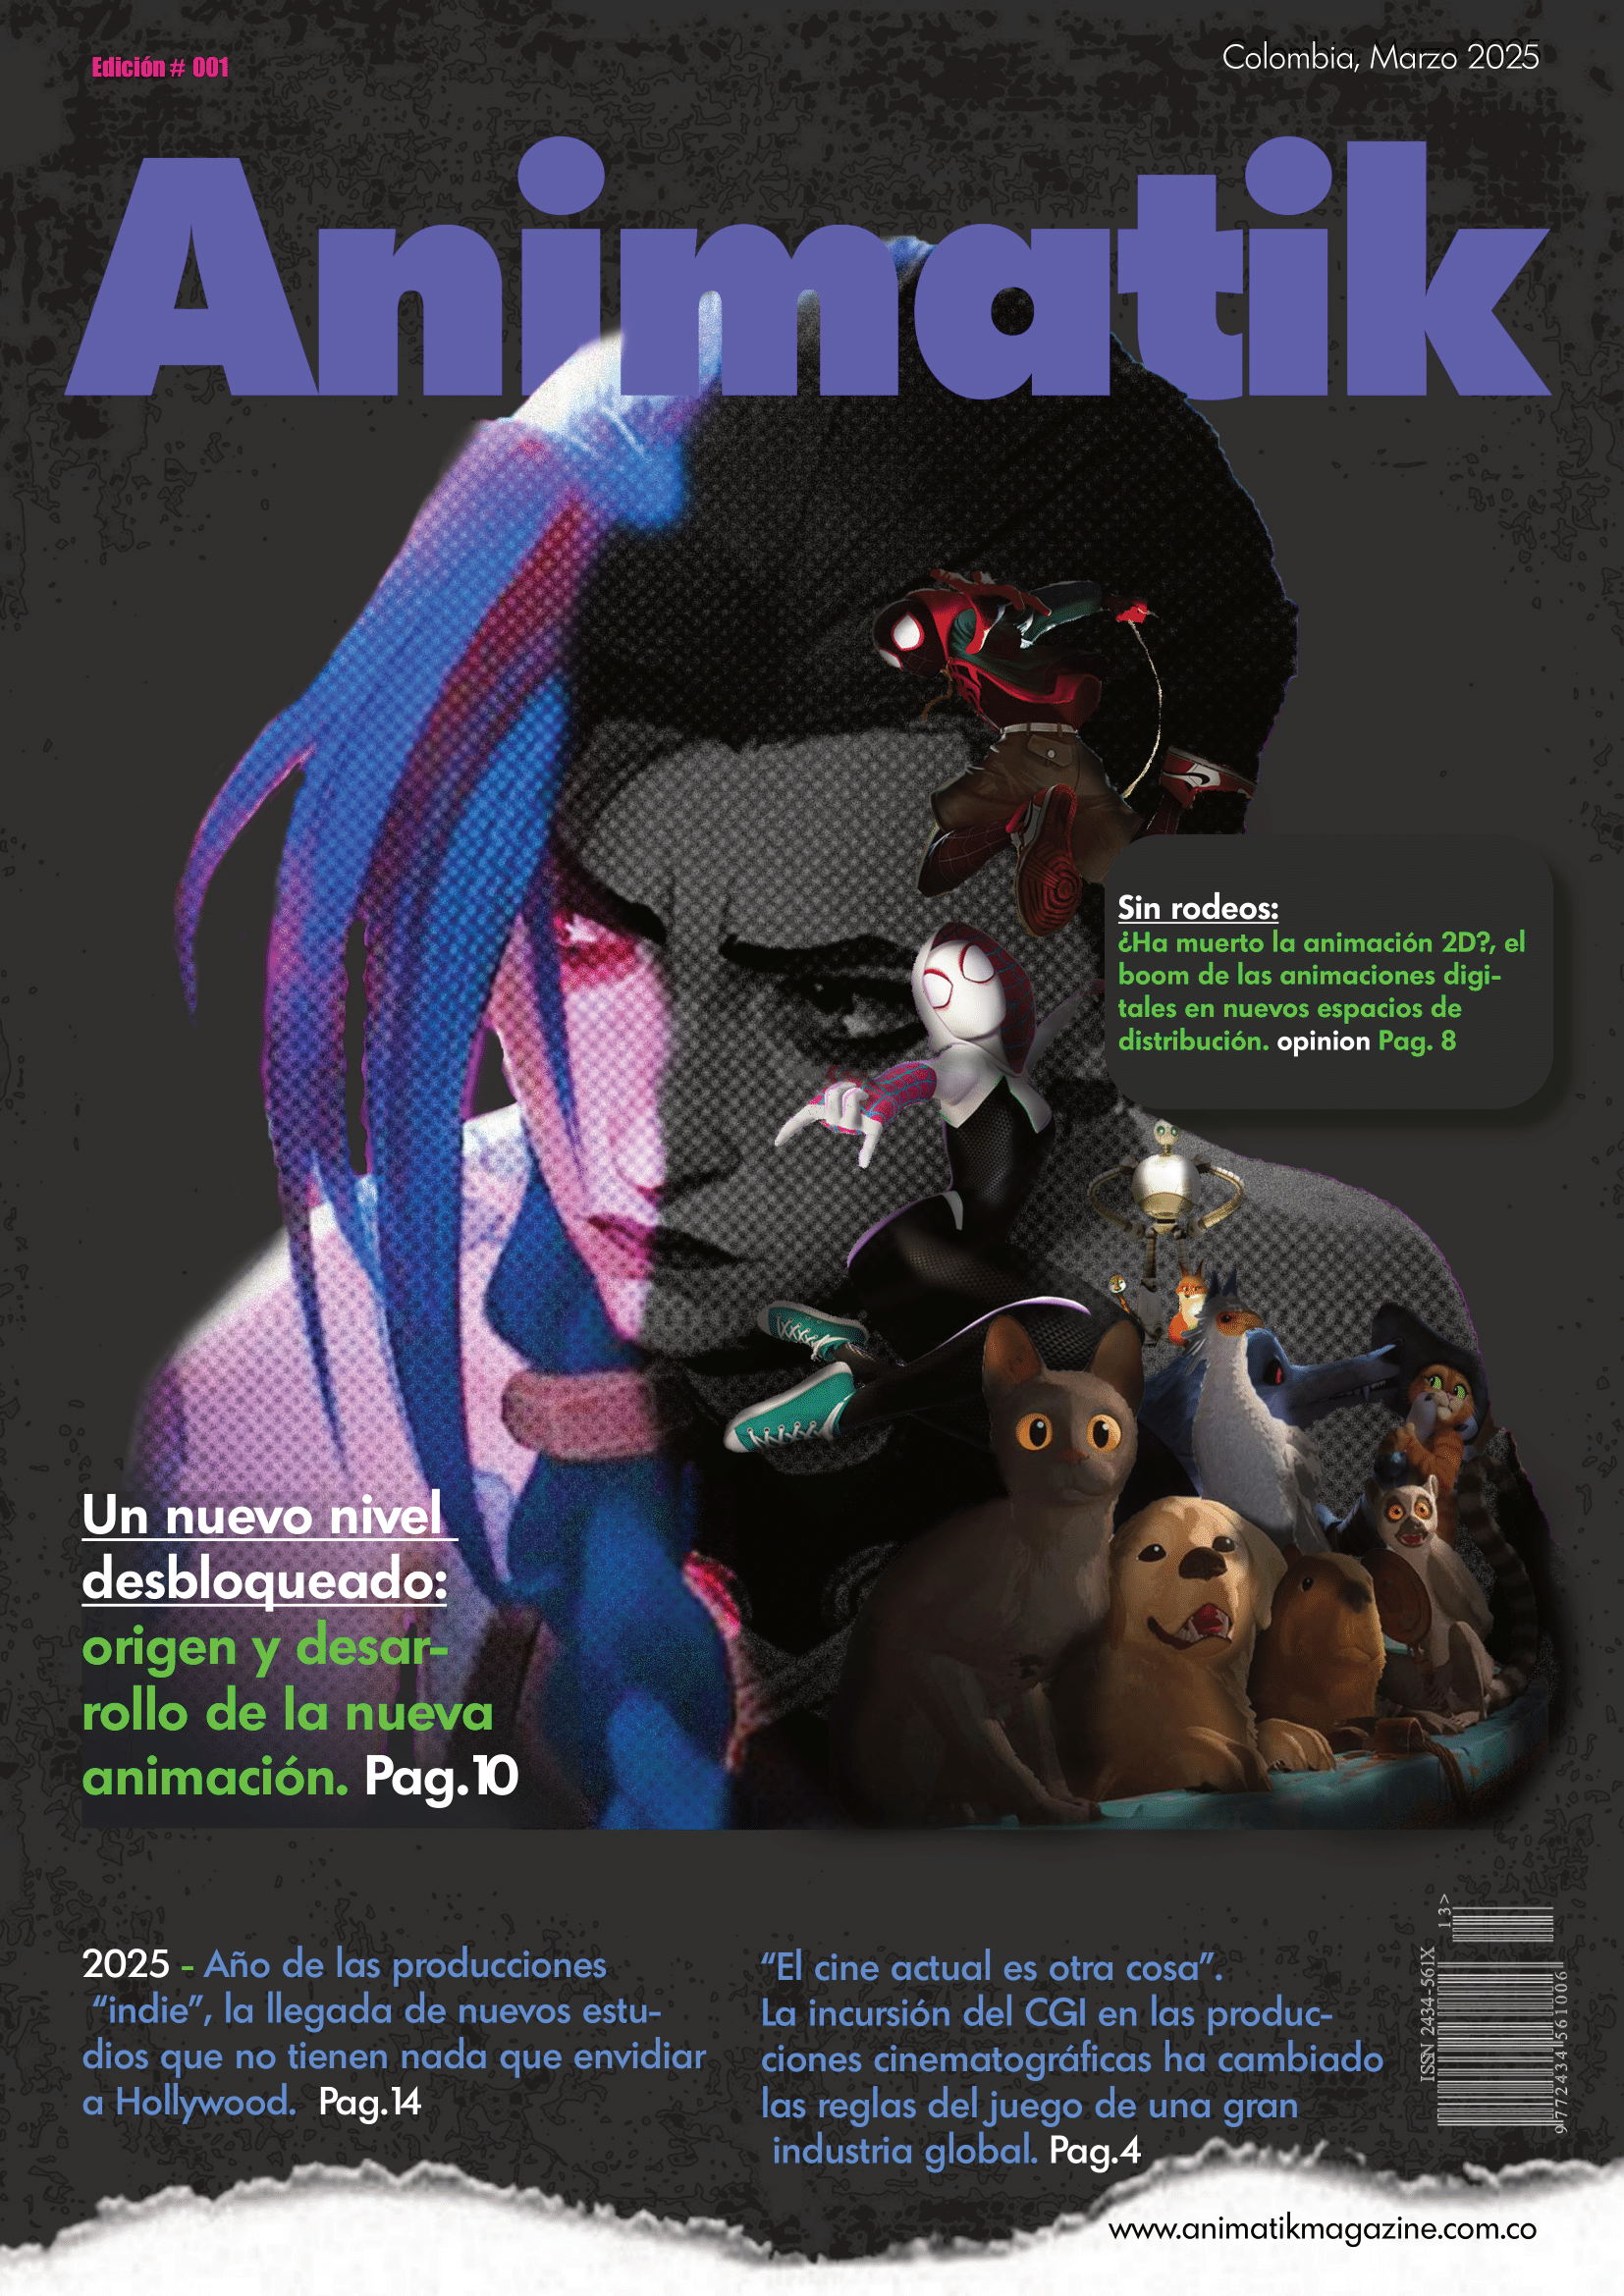 Edición # 001
Colombia, Marzo 2025
Animatik
Sin rodeos:
¿Ha muerto la animación 2D?, el
boom de las animaciones digi-
tales en nuevos espacios de
distribución. opinion Pag. 8
Un nuevo nivel
desbloqueado:
origen y desar-
rollo de la nueva
animación. Pag.10
2025 - Año de las producciones
“indie”, la llegada de nuevos estu-
dios que no tienen nada que envidiar
a Hollywood. Pag.14
“El cine actual es otra cosa”.
La incursión del CGI en las produc-
ciones cinematográficas ha cambiado
las reglas del juego de una gran
industria global. Pag.4
ISSN 2434-561X
13>
9 772434 561006
www.animatikmagazine.com.co